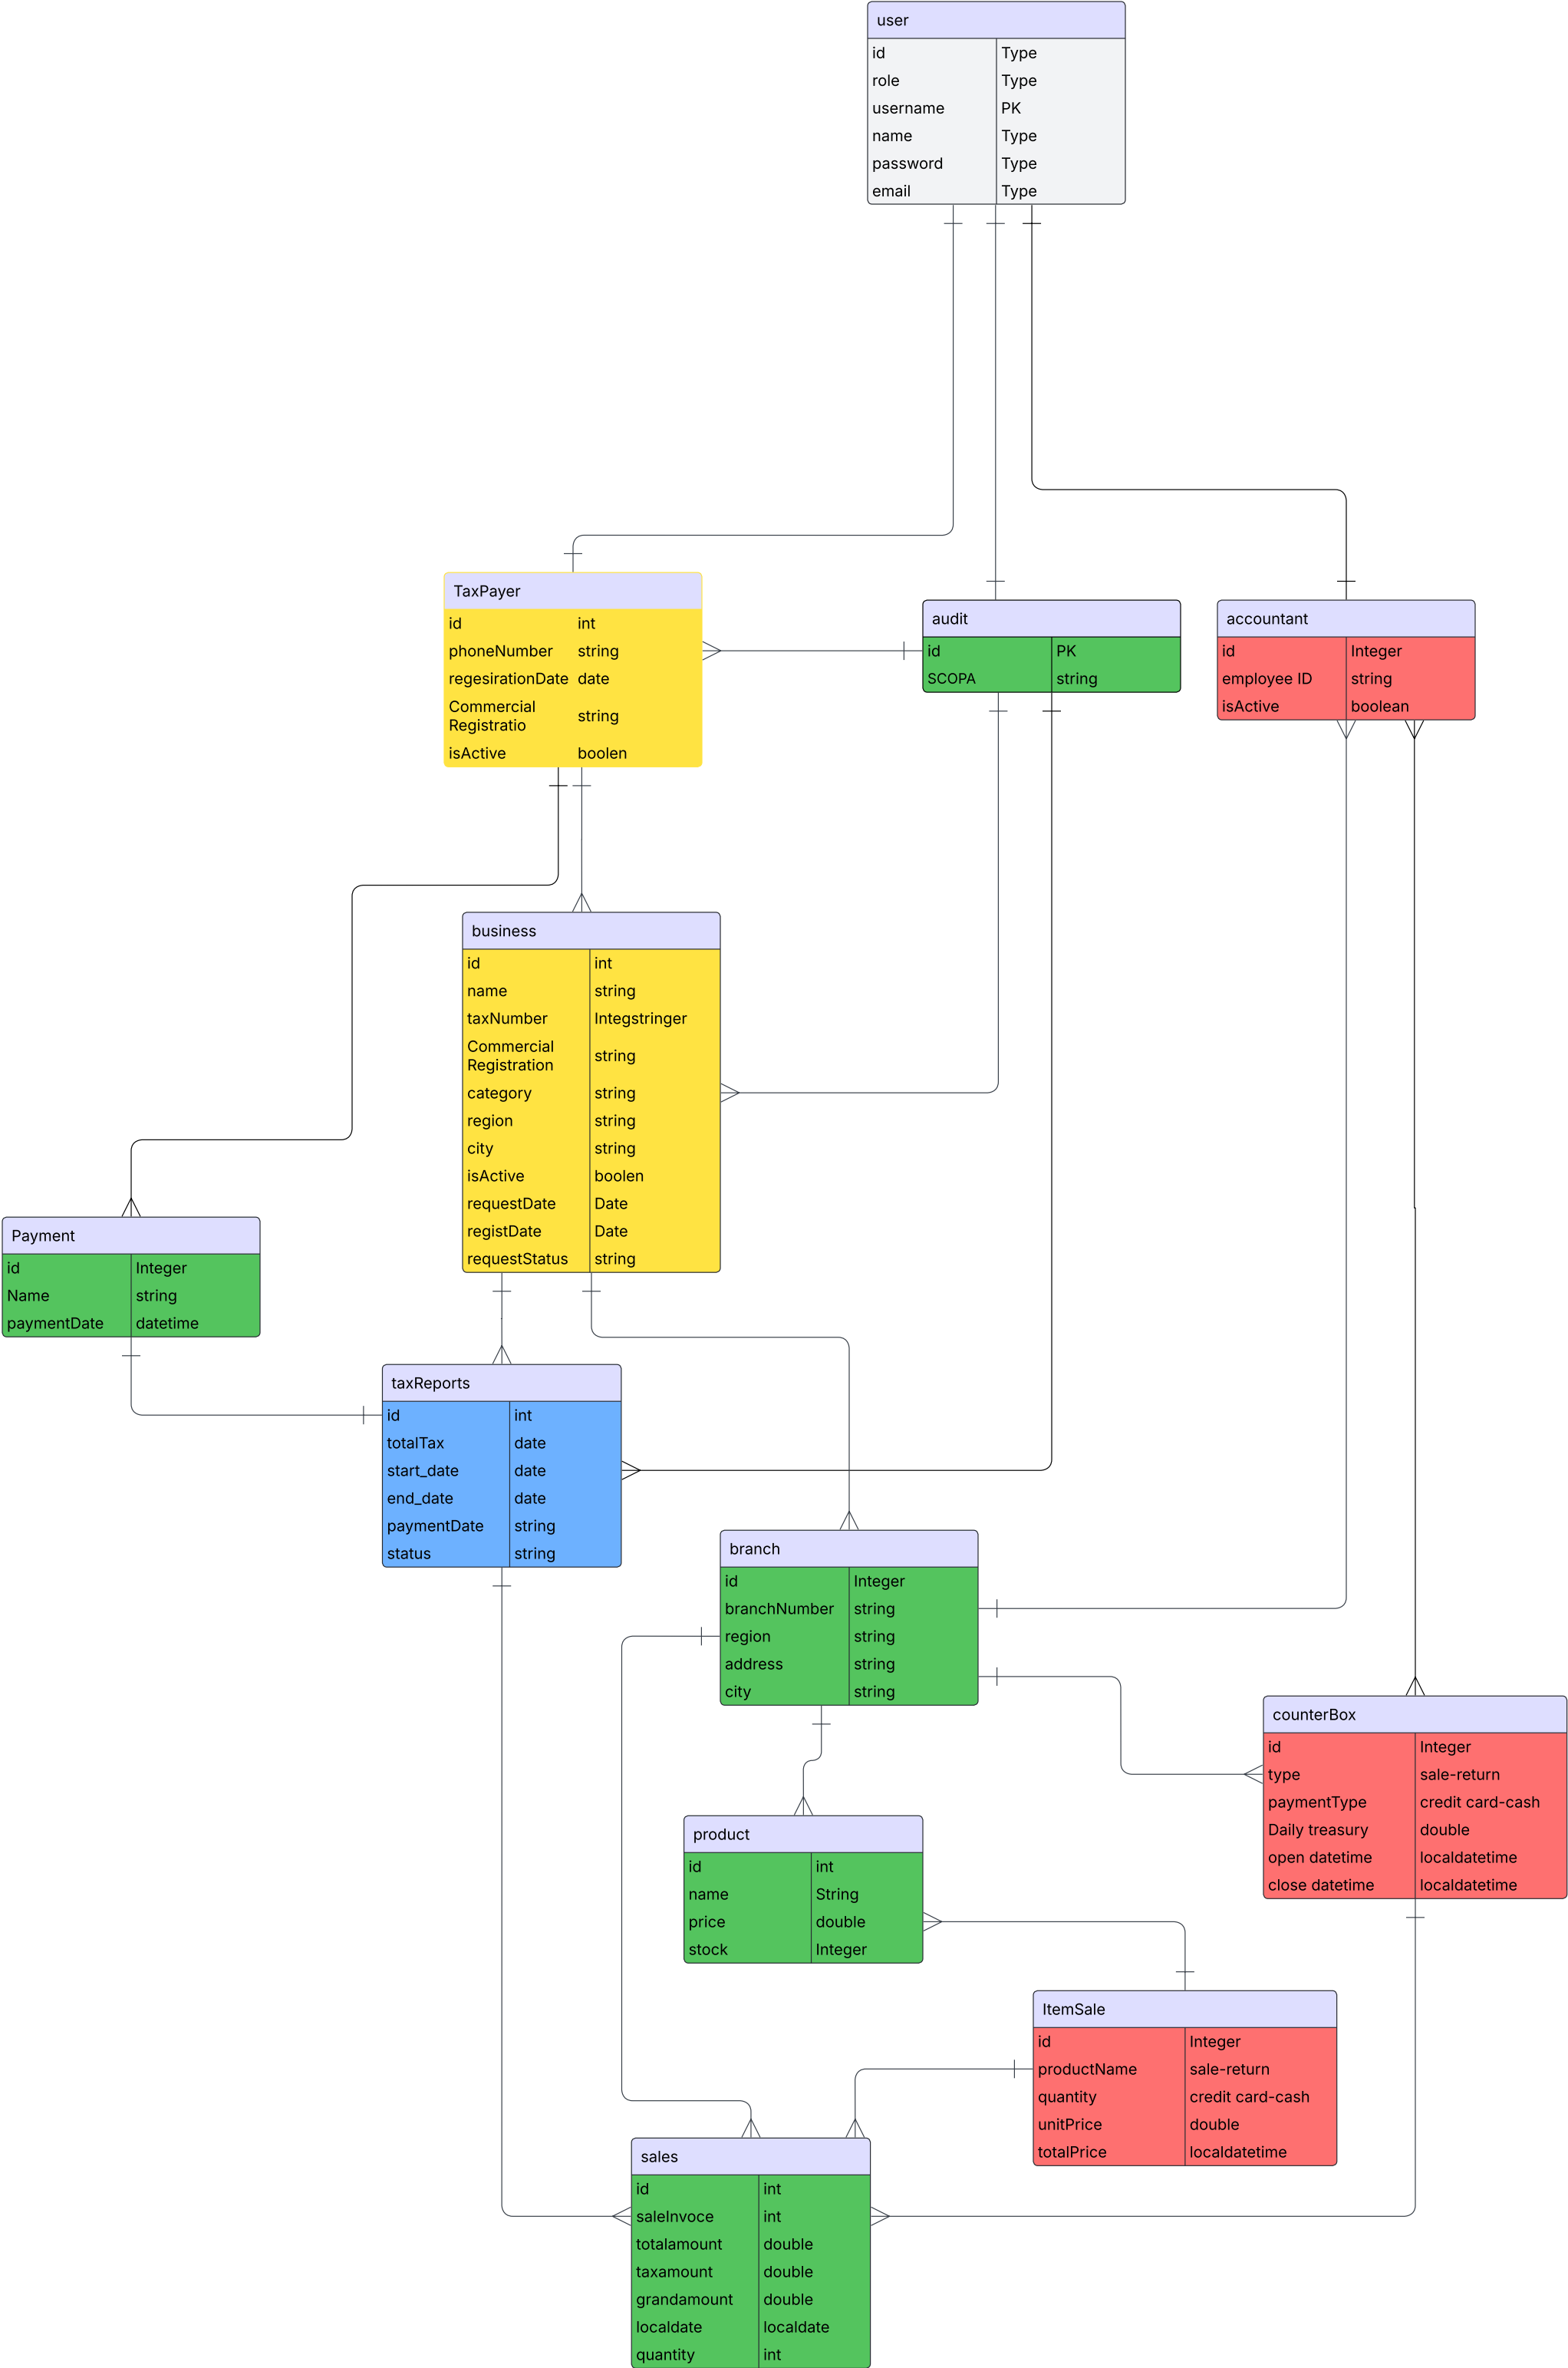 user
id Type
role Type
username PK
name Type
password Type
email Type
TaxPayer
id int
phoneNumber string
regesirationDate date
Commercial
Registratio string
isActive boolen
audit
id PK
SCOPA string
accountant
id Integer
employee ID string
isActive boolean
business
id int
name string
taxNumber Integstringer
Commercial
Registration string
category string
region string
city string
isActive boolen
requestDate Date
registDate Date
requestStatus string
Payment
id Integer
Name string
paymentDate datetime
taxReports
id int
totalTax date
start_date date
end_date date
paymentDate string
status string
branch
id Integer
branchNumber string
region string
address string
city string
counterBox
id Integer
type sale-return
paymentType credit card-cash
Daily treasury double
open datetime localdatetime
close datetime localdatetime
product
id int
name String
price double
stock Integer
ItemSale
id Integer
productName sale-return
quantity credit card-cash
unitPrice double
totalPrice localdatetime
sales
id int
saleInvoce int
totalamount double
taxamount double
grandamount double
localdate localdate
quantity int